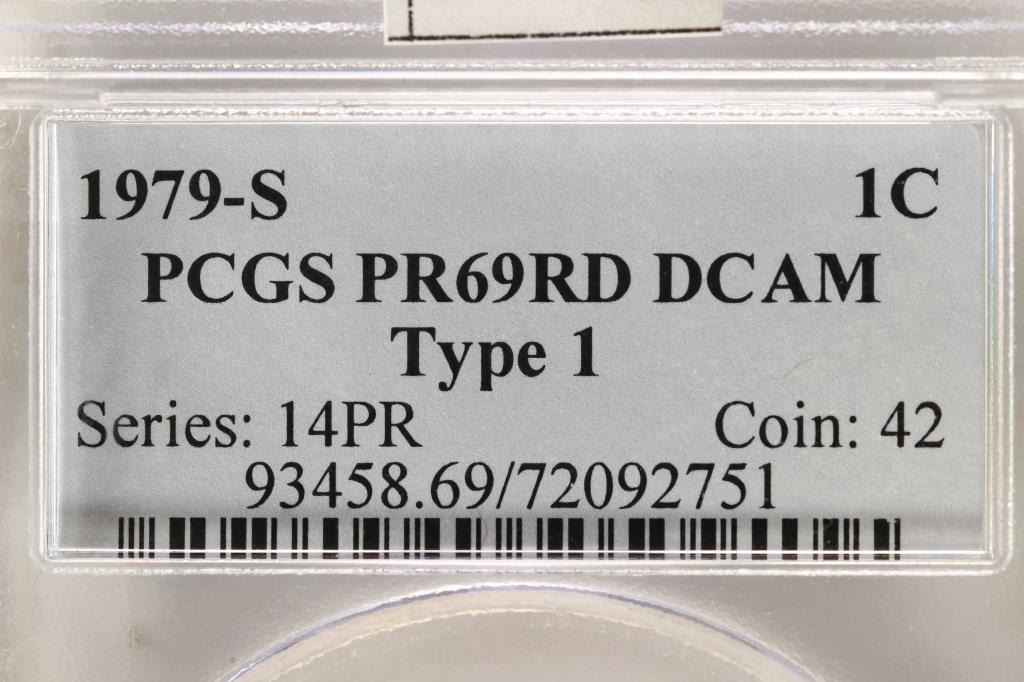 1979-S 1C
PCGS PR69RD DCAM
Type 1
Series: 14PR Coin: 42
93458.69/72092751